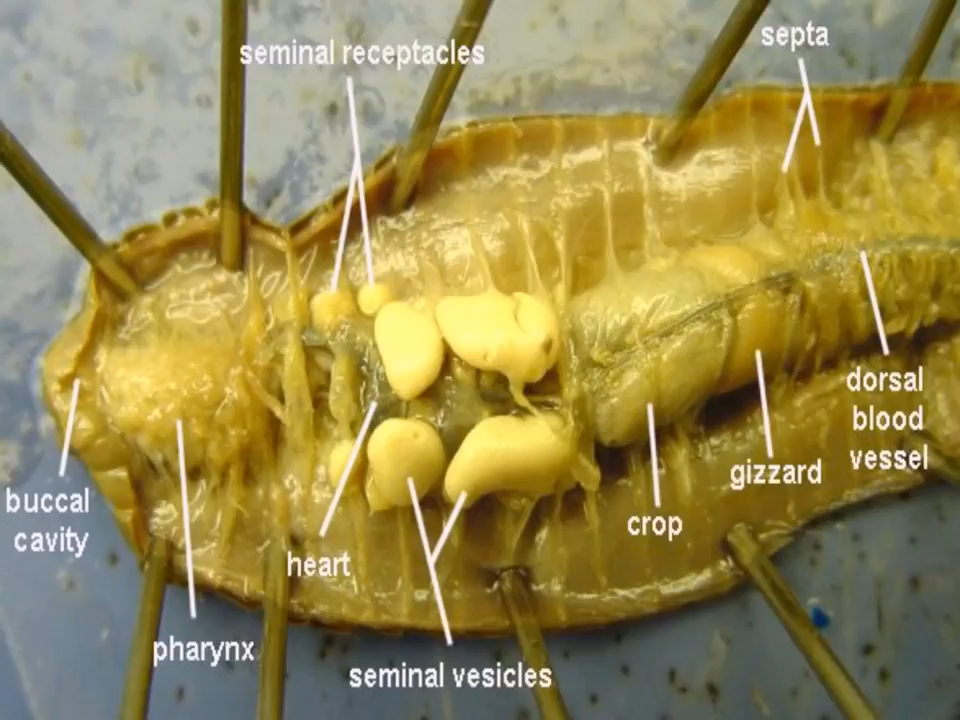 seminal receptacles
septa
dorsal
blood
vessel
gizzard
buccal
cavity
crop
heart
pharynx
seminal vesicles